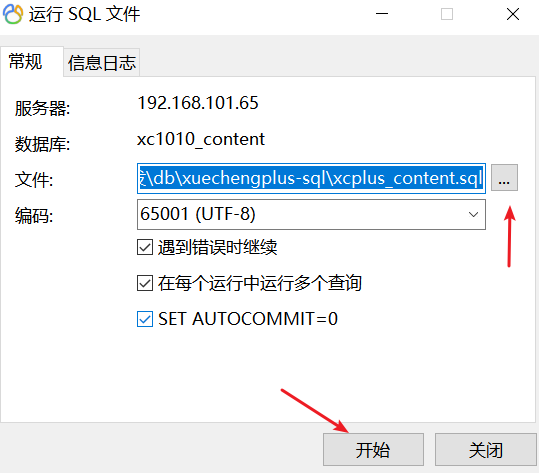 运行 SQL 文件
常规 信息日志
服务器: 192.168.101.65
数据库: xc1010_content
文件: \db\xuechengplus-sql\xcplus_content.sql ...
编码: 65001 (UTF-8)
遇到错误时继续
在每个运行中运行多个查询
SET AUTOCOMMIT=0
开始 关闭